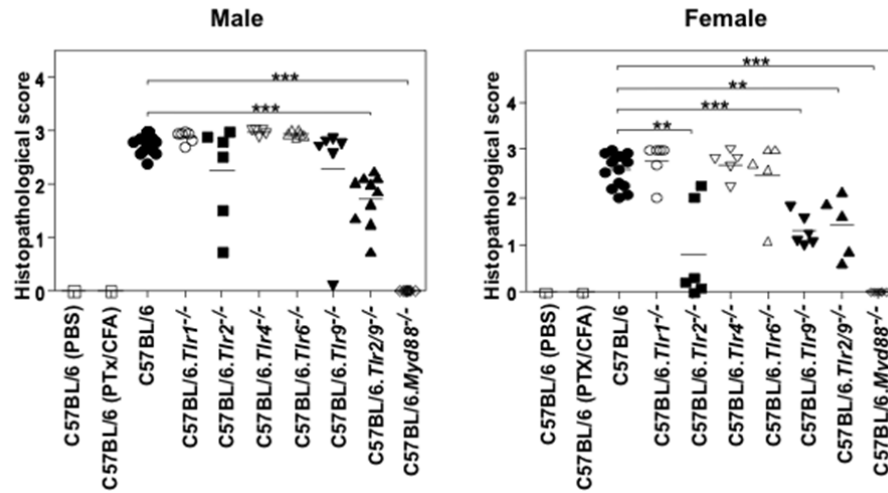 Male
Histopathological score
4
3
2
1
0
***
***
C57BL/6 (PBS)
C57BL/6 (PTx/CFA)
C57BL/6
C57BL/6.Tlr1-/-
C57BL/6.Tlr2-/-
C57BL/6.Tlr4-/-
C57BL/6.Tlr6-/-
C57BL/6.Tlr9-/-
C57BL/6.Tlr2/9-/-
C57BL/6.Myd88-/-
Female
Histopathological score
4
3
2
1
0
***
**
***
**
C57BL/6 (PBS)
C57BL/6 (PTX/CFA)
C57BL/6
C57BL/6.Tlr1-/-
C57BL/6.Tlr2-/-
C57BL/6.Tlr4-/-
C57BL/6.Tlr6-/-
C57BL/6.Tlr9-/-
C57BL/6.Tlr2/9-/-
C57BL/6.Myd88-/-